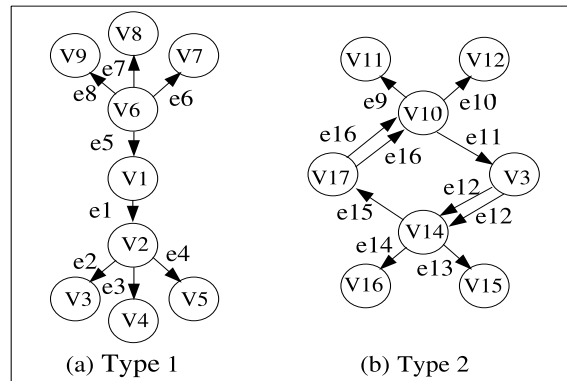 V8
V9 V7
e7
e8 V6 e6
e5
V1
e1
V2
e2 e4
e3
V3 V5
V4
(a) Type 1
V11 V12
e9 e10
V10
e16 e11
e16
V17 V3
e12
e12
e15
V14
e14 e13
V16 V15
(b) Type 2